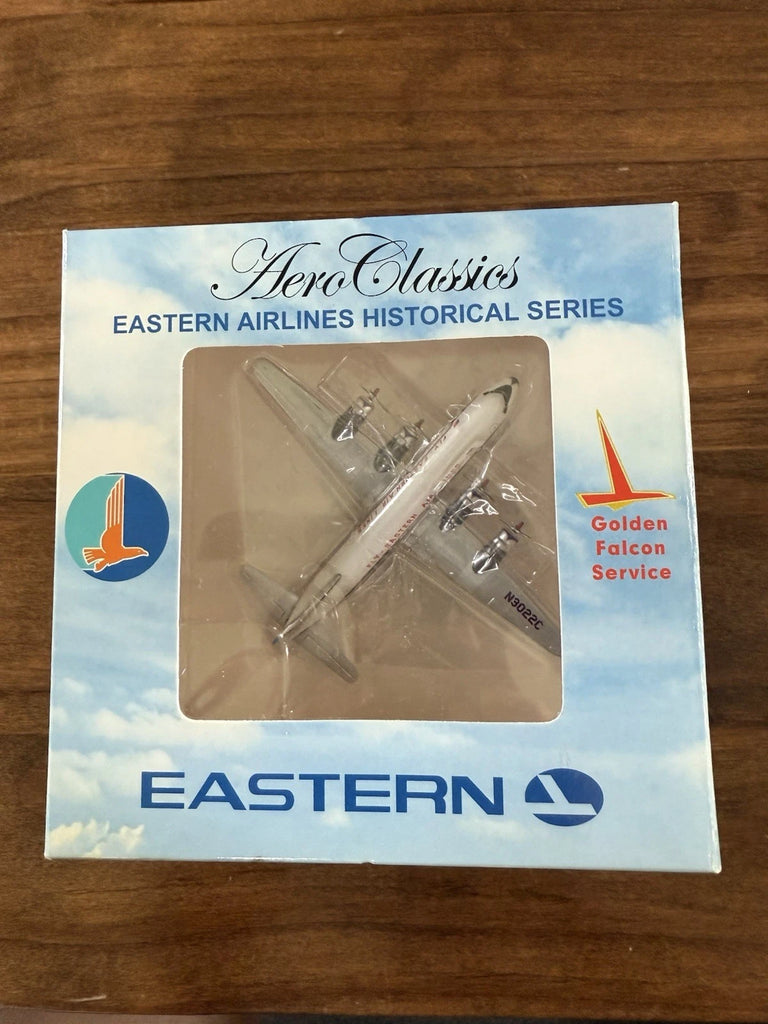 AeroClassics
EASTERN AIRLINES HISTORICAL SERIES
Golden
Falcon
Service
N3022C
EASTERN